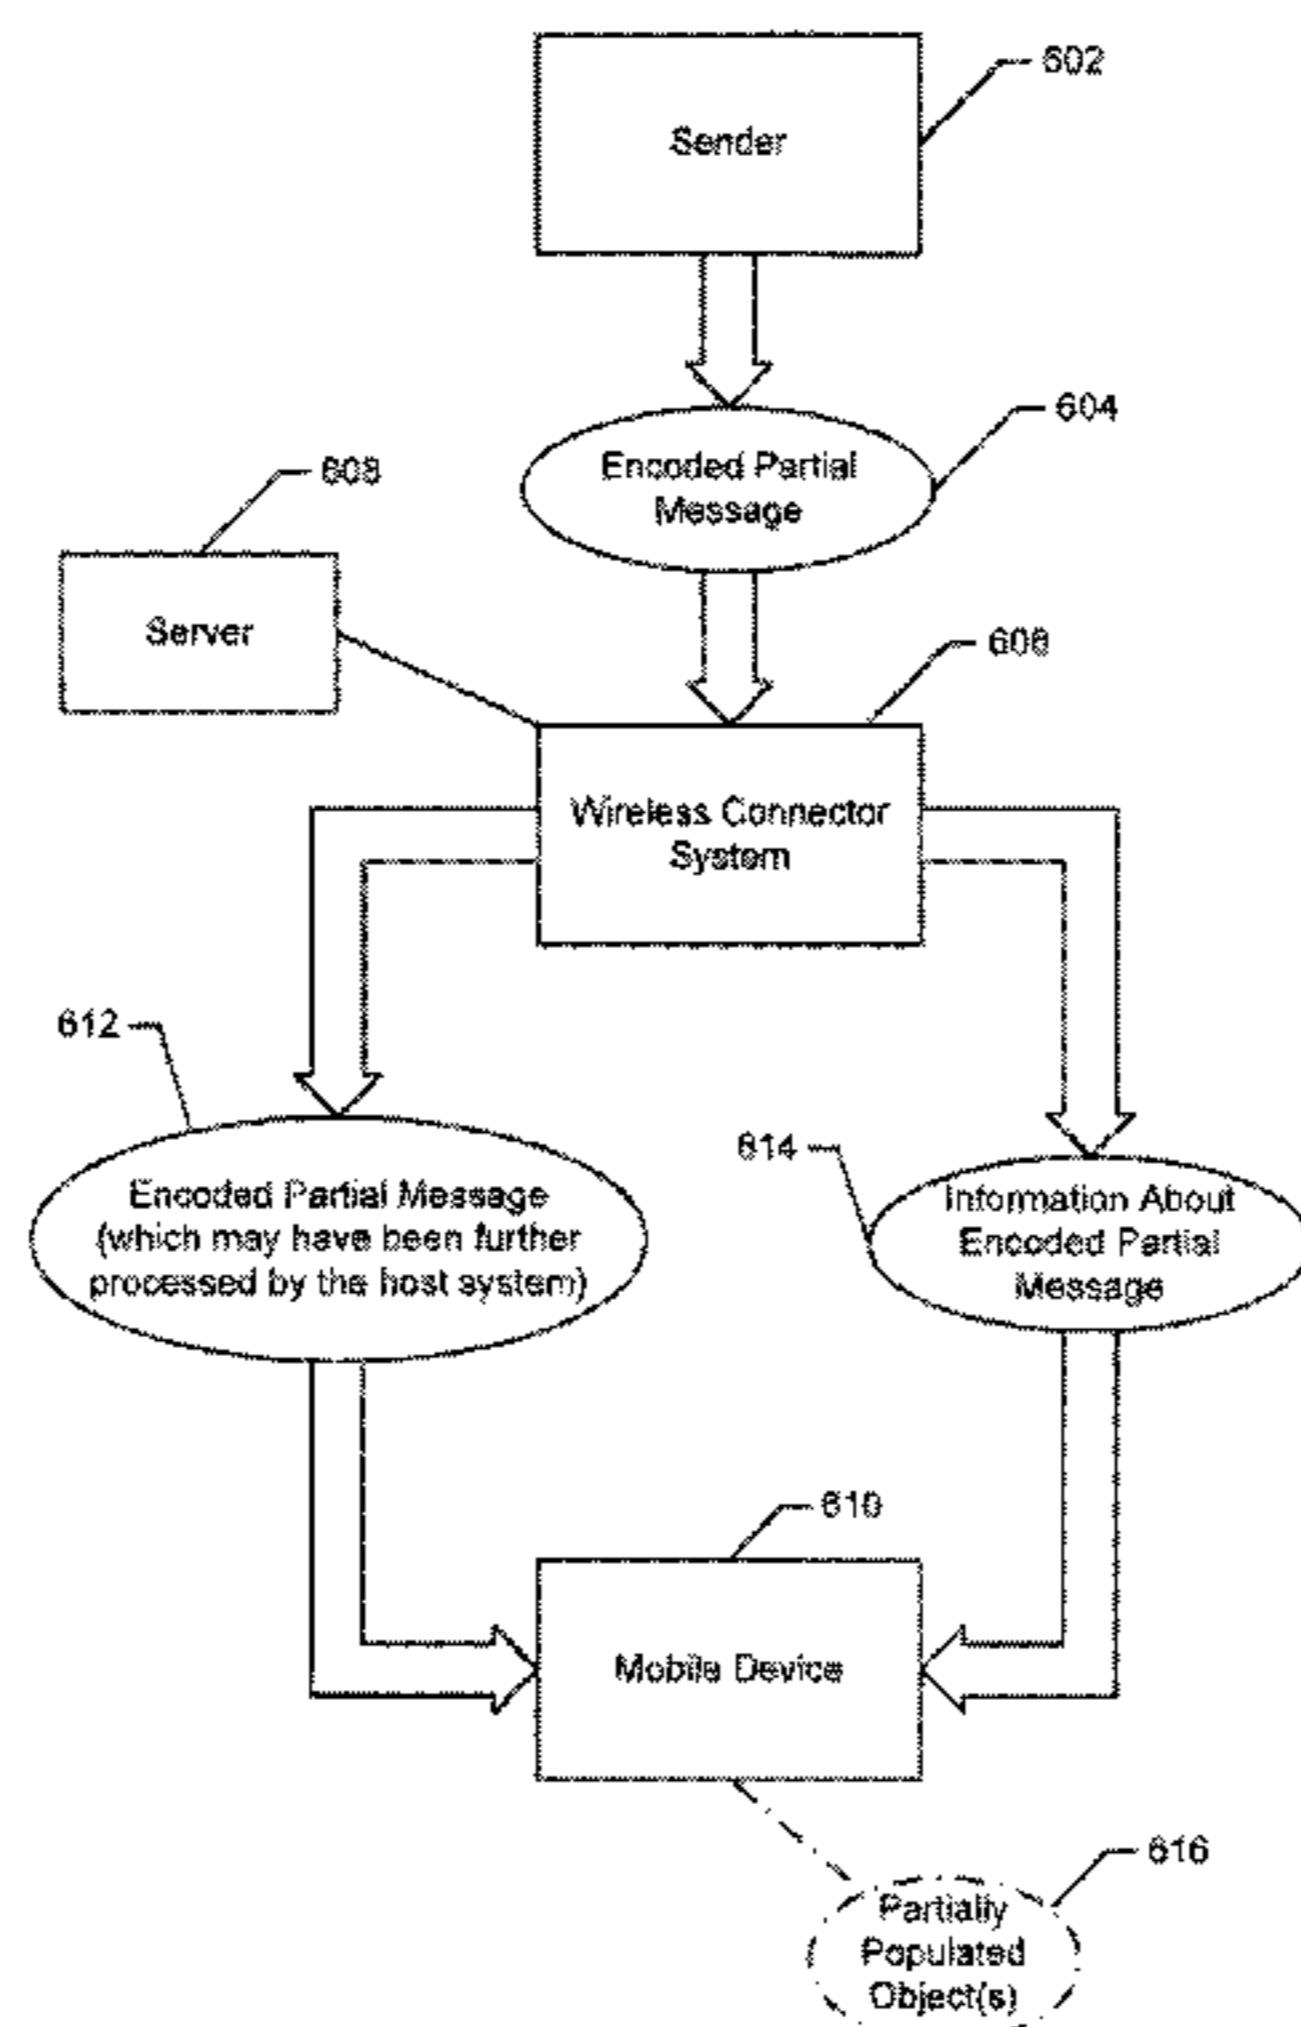 602
Sender
604
Encoded Partial
Message
608
Server
606
Wireless Connector
System
612
Encoded Partial Message
(which may have been further
processed by the host system)
614
Information About
Encoded Partial
Message
610
Mobile Device
616
Partially
Populated
Object(s)